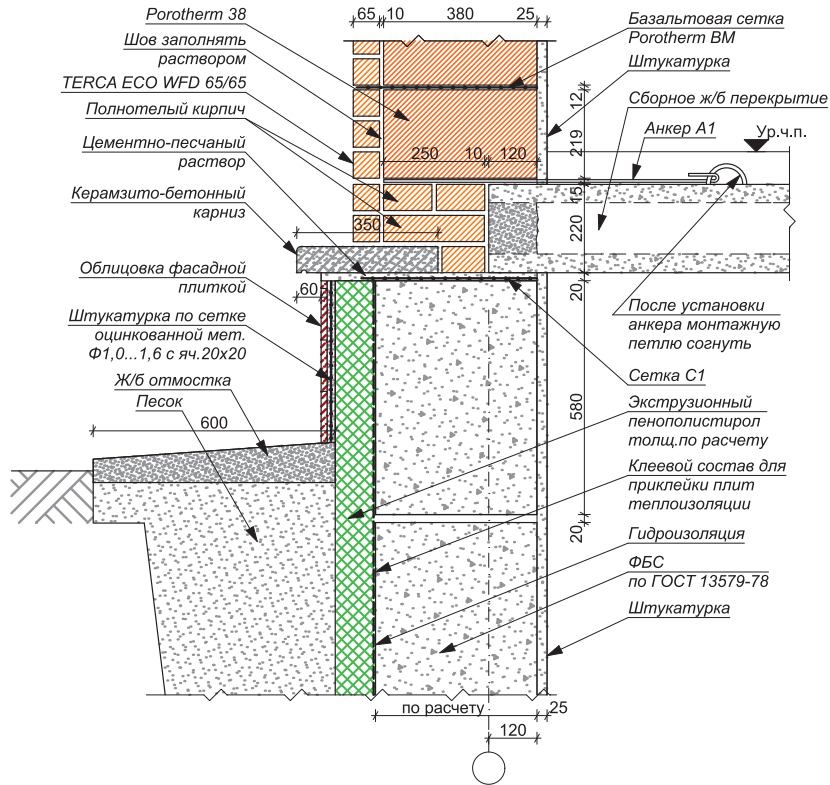 Porotherm 38
Шов заполнять
раствором
TERCA ECO WFD 65/65
Полнотелый кирпич
Цементно-песчаный
раствор
Керамзито-бетонный
карниз
Облицовка фасадной
плиткой
Штукатурка по сетке
оцинкованной мет.
Ф1,0...1,6 с яч.20х20
Ж/б отмостка
Песок
600
65
10
380
25
250
10
120
350
60
Базальтовая сетка
Porotherm BM
Штукатурка
Сборное ж/б перекрытие
Анкер А1
Ур.ч.п.
12
219
15
220
20
580
20
После установки
анкера монтажную
петлю согнуть
Сетка С1
Экструзионный
пенополистирол
толщ.по расчету
Клеевой состав для
приклейки плит
теплоизоляции
Гидроизоляция
ФБС
по ГОСТ 13579-78
Штукатурка
по расчету
25
120